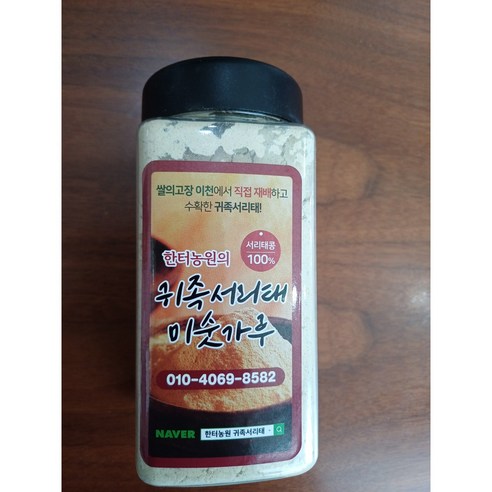 쌀의고장 이천에서 직접 재배하고
수확한 귀족서리태!
서리태콩
100%
한터농원의
귀족서리태
미숫가루
010-4069-8582
NAVER 한터농원 귀족서리태